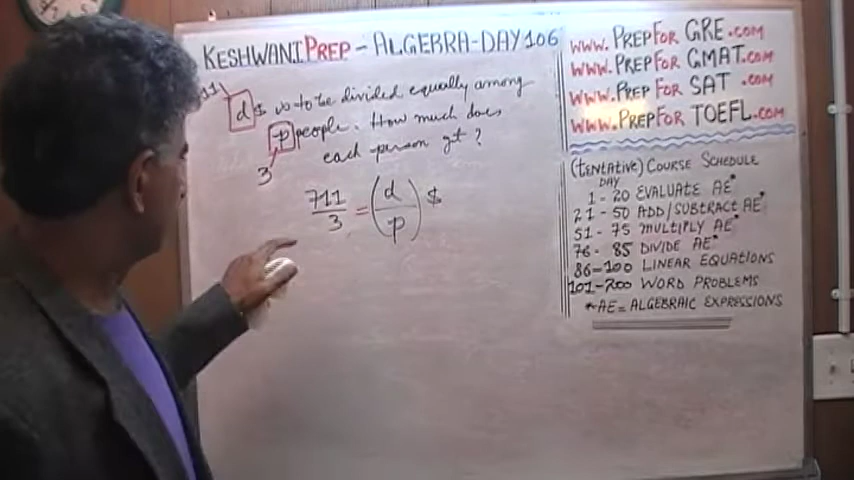 KESHWANI PREP - ALGEBRA-DAY 106
d $ is to be divided equally among
p people. How much does
each person get?
3
711/3 = (d/p) $
www.PREPFOR GRE.com
www.PREPFOR GMAT.com
www.PREPFOR SAT.com
www.PREPFOR TOEFL.com
(TENTATIVE) COURSE SCHEDULE
DAY
1-20 EVALUATE AE*
21-50 ADD/SUBTRACT AE*
51-75 MULTIPLY AE*
76-85 DIVIDE AE*
86-100 LINEAR EQUATIONS
101-200 WORD PROBLEMS
*AE= ALGEBRAIC EXPRESSIONS